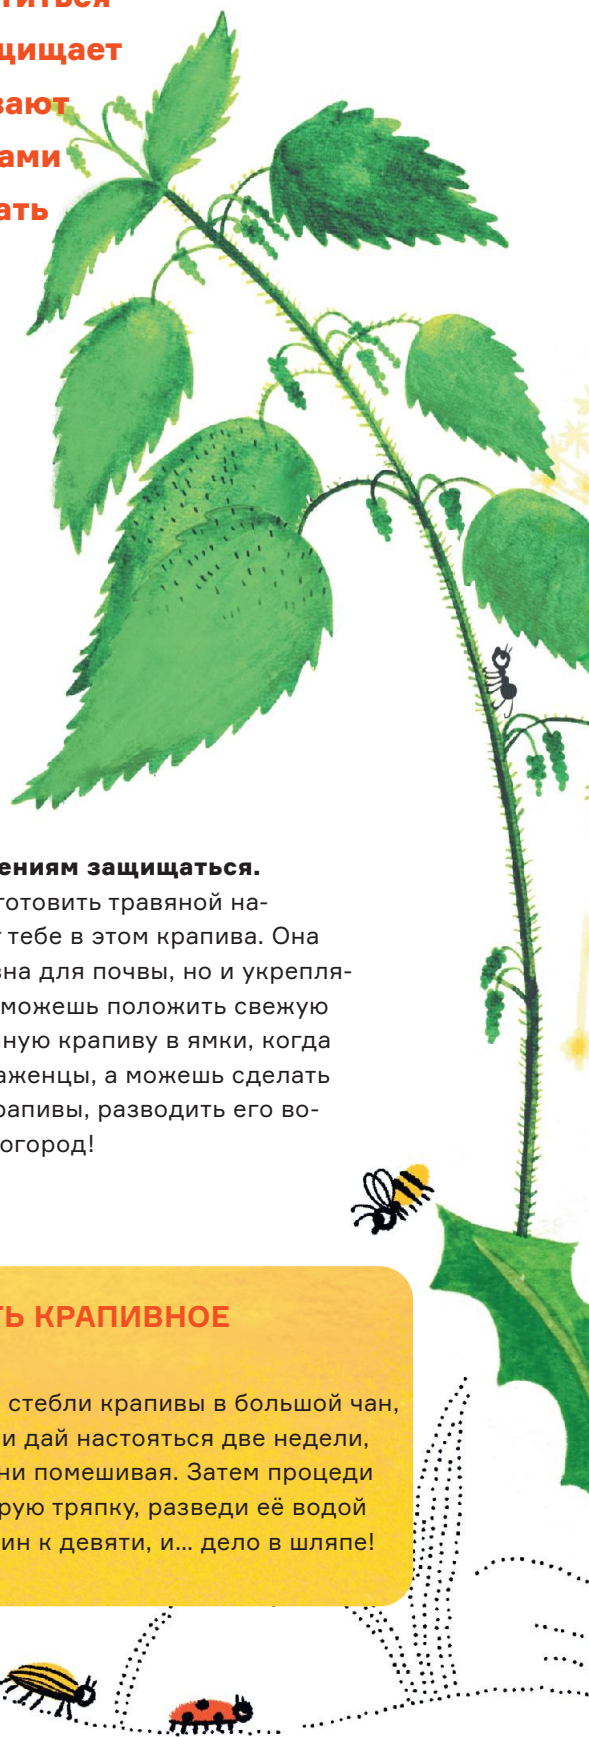 титься
щищает
вают
ами
ать
ениям защищаться.
готовить травяной на-
т тебе в этом крапива. Она
вна для почвы, но и укрепля-
можешь положить свежую
ную крапиву в ямки, когда
аженцы, а можешь сделать
рапивы, разводить его во-
огород!
ТЬ КРАПИВНОЕ
стебли крапивы в большой чан,
и дай настояться две недели,
ни помешивая. Затем процеди
рую тряпку, разведи её водой
ин к девяти, и... дело в шляпе!